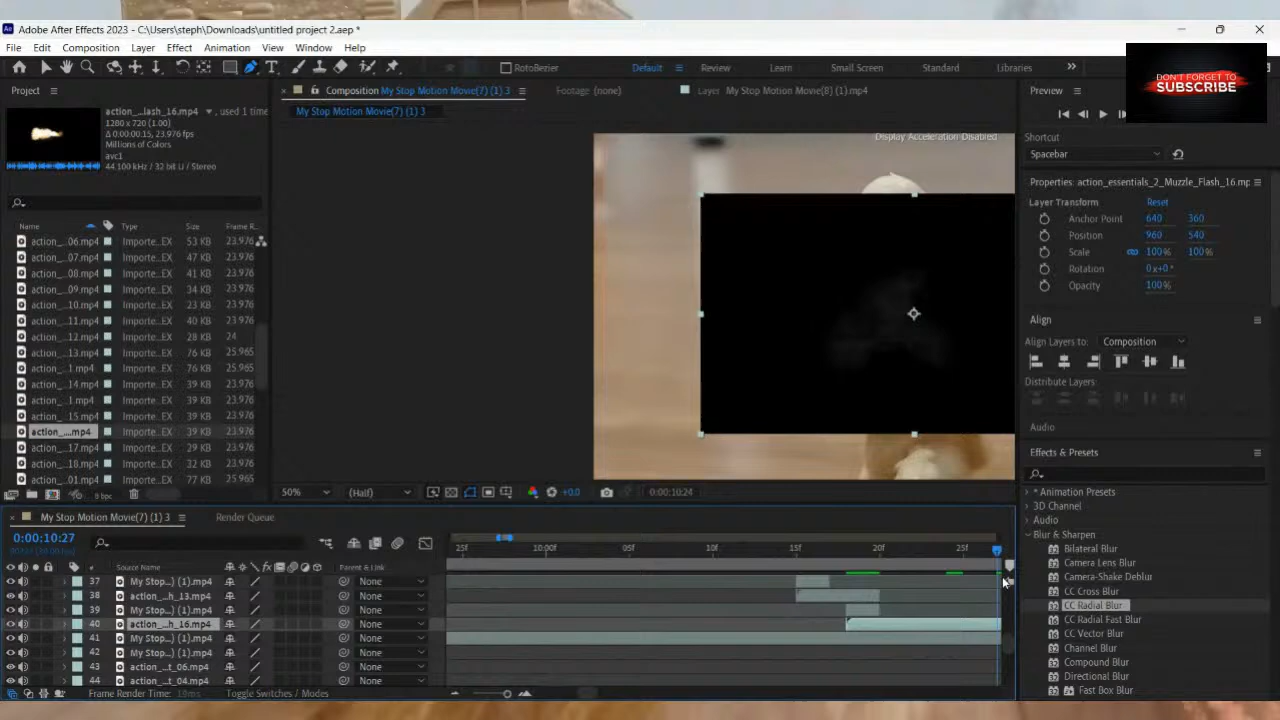 Adobe After Effects 2023 - C:\Users\steph\Downloads\untitled project 2.aep *
File Edit Composition Layer Effect Animation View Window Help
RotoBezier Default Review Learn Small Screen Standard Libraries
DON'T FORGET TO
SUBSCRIBE
Project
action_...lash_16.mp4 , used 1 time
1280 x 720 (1.00)
Δ 0:00:00:15, 23.976 fps
Millions of Colors
avc1
44.100 kHz / 32 bit U / Stereo
Name Type Size Frame R...
action_...06.mp4 Importe...EX 53 KB 23.976
action_...07.mp4 Importe...EX 47 KB 23.976
action_...08.mp4 Importe...EX 41 KB 23.976
action_...09.mp4 Importe...EX 34 KB 23.976
action_...10.mp4 Importe...EX 32 KB 23.976
action_...11.mp4 Importe...EX 40 KB 23.976
action_...12.mp4 Importe...EX 28 KB 24
action_...13.mp4 Importe...EX 76 KB 25.965
action_...1.mp4 Importe...EX 76 KB 25.965
action_...14.mp4 Importe...EX 39 KB 23.976
action_...1.mp4 Importe...EX 39 KB 23.976
action_...15.mp4 Importe...EX 39 KB 23.976
action_....mp4 Importe...EX 39 KB 23.976
action_...17.mp4 Importe...EX 29 KB 23.976
action_...18.mp4 Importe...EX 32 KB 23.976
action_...01.mp4 Importe...EX 77 KB 25.965
8 bpc
Composition My Stop Motion Movie(7) (1) 3 Footage (none) Layer My Stop Motion Movie(8) (1).mp4
My Stop Motion Movie(7) (1) 3
Display Acceleration Disabled
50% (Half) +0.0 0:00:10:24
Preview
Shortcut
Spacebar
Properties: action_essentials_2_Muzzle_Flash_16.mp
Layer Transform Reset
Anchor Point 640 360
Position 960 540
Scale 100% 100%
Rotation 0x+0°
Opacity 100%
Align
Align Layers to: Composition
Distribute Layers:
Audio
Effects & Presets
* Animation Presets
3D Channel
Audio
Blur & Sharpen
Bilateral Blur
Camera Lens Blur
Camera-Shake Deblur
CC Cross Blur
CC Radial Blur
CC Radial Fast Blur
CC Vector Blur
Channel Blur
Compound Blur
Directional Blur
Fast Box Blur
My Stop Motion Movie(7) (1) 3 Render Queue
0:00:10:27
# Source Name Parent & Link
25f 10:00f 05f 10f 15f 20f 25f
37 My Stop...) (1).mp4 None
38 action_...h_13.mp4 None
39 My Stop...) (1).mp4 None
40 action_...h_16.mp4 None
41 My Stop...) (1).mp4 None
42 My Stop...) (1).mp4 None
43 action_...t_06.mp4 None
44 action_...t_04.mp4 None
Frame Render Time: 19ms Toggle Switches / Modes